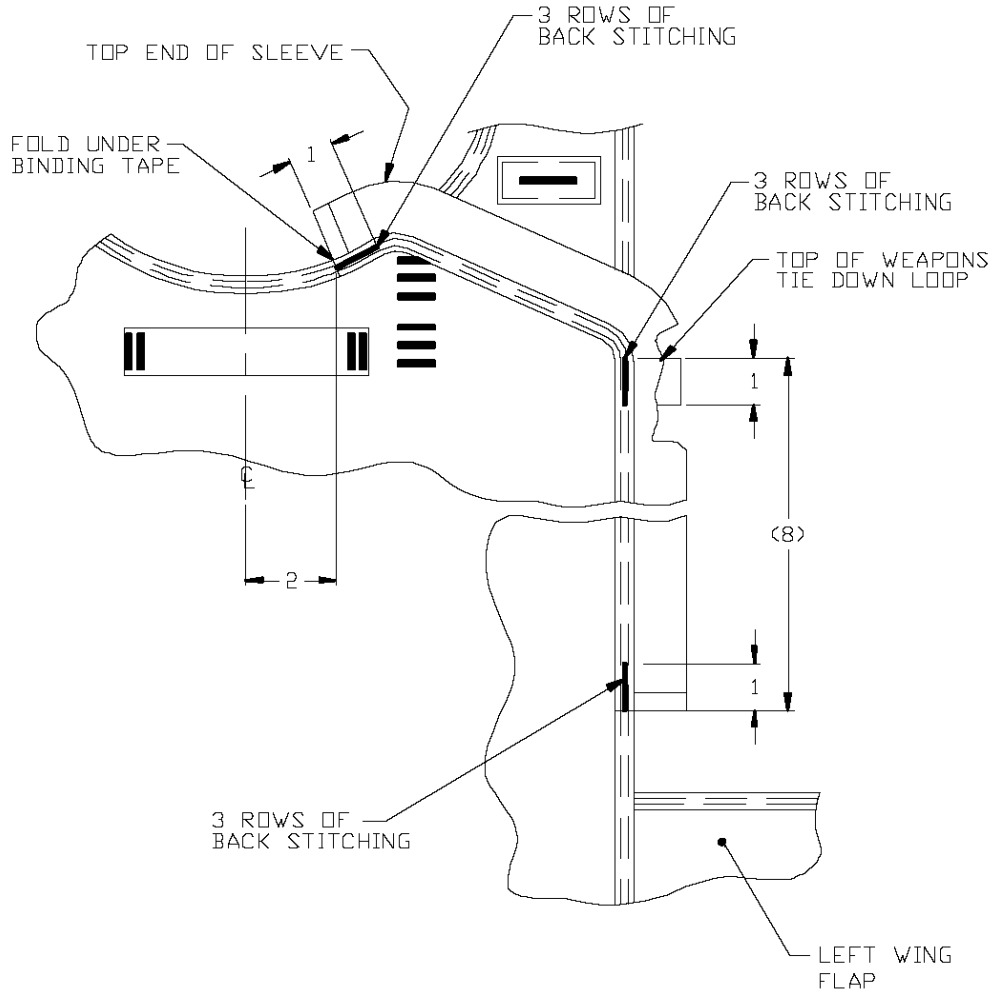 3 ROWS OF
BACK STITCHING
TOP END OF SLEEVE
FOLD UNDER
BINDING TAPE
1
3 ROWS OF
BACK STITCHING
TOP OF WEAPONS
TIE DOWN LOOP
1
℄
(8)
2
1
3 ROWS OF
BACK STITCHING
LEFT WING
FLAP